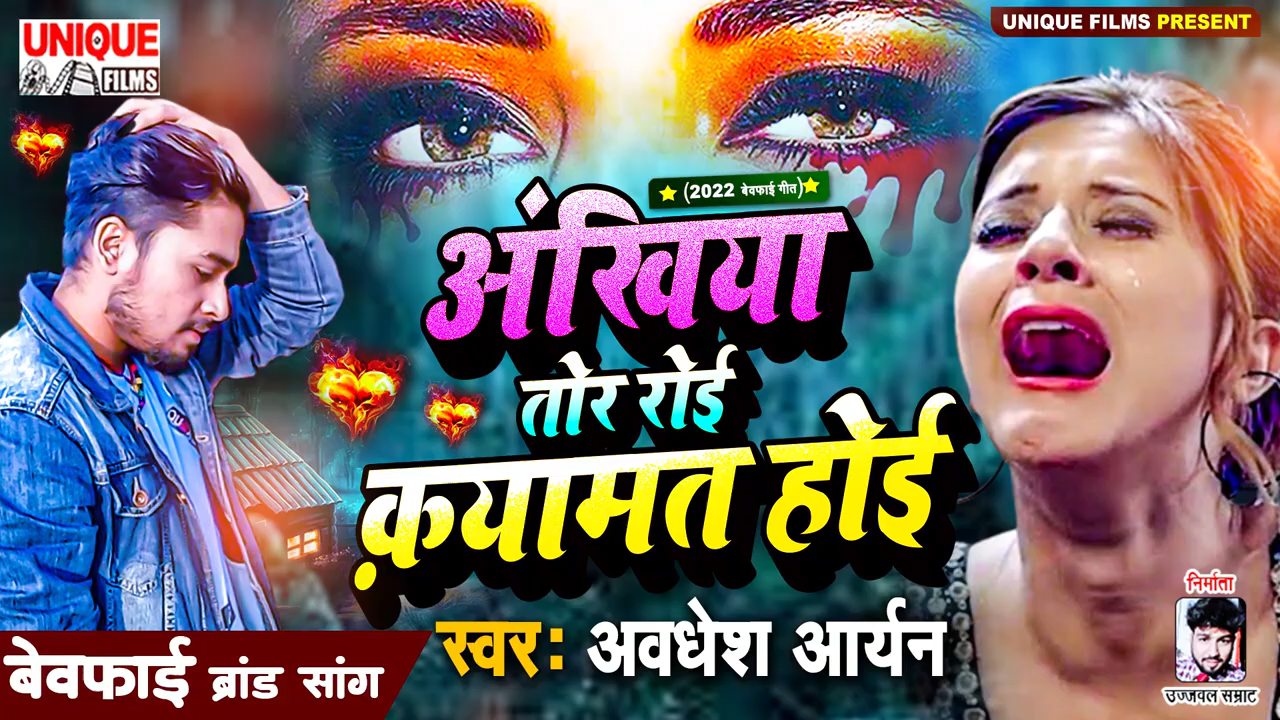 UNIQUE
FILMS
UNIQUE FILMS PRESENT
(2022 बेवफाई गीत)
अंखिया
तोर रोई
क़यामत होई
स्वर: अवधेश आर्यन
बेवफाई ब्रांड सांग
निर्माता
उज्जवल सम्राट